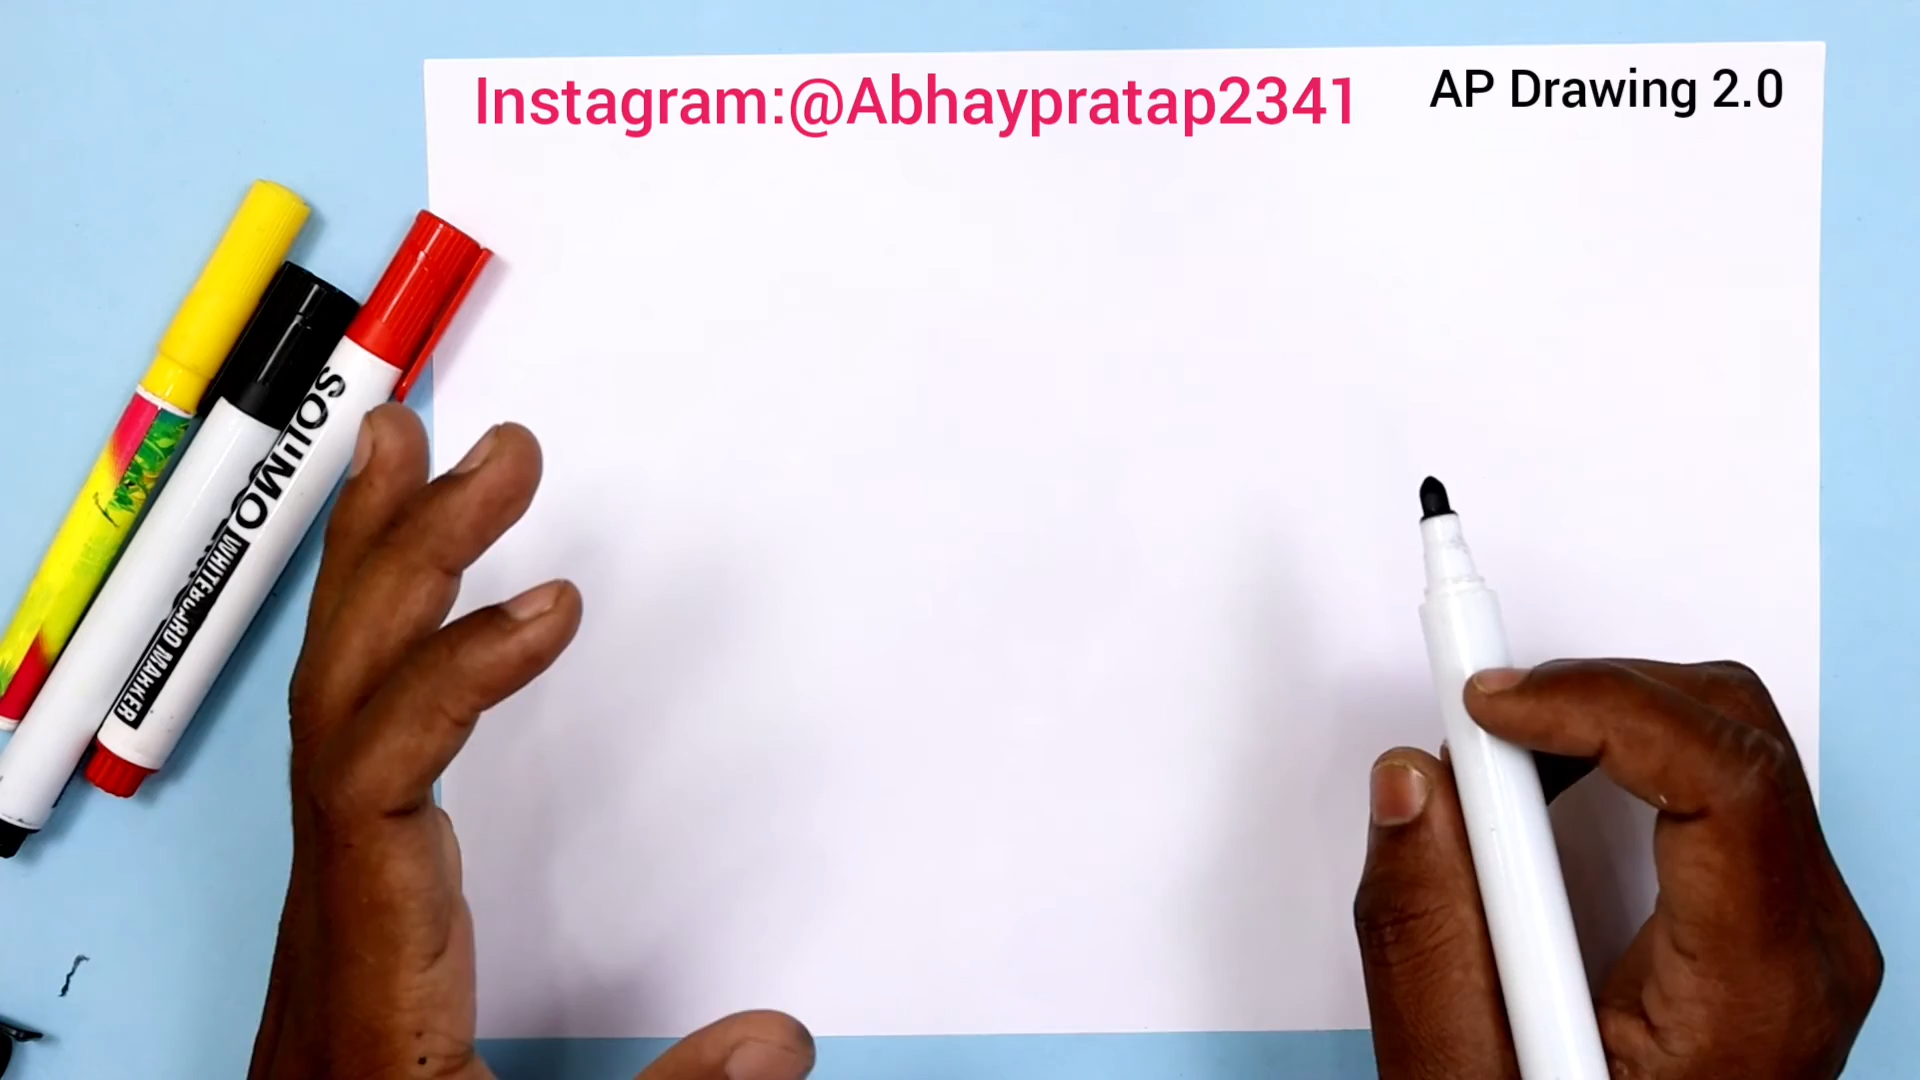 Instagram:@Abhaypratap2341
AP Drawing 2.0
SOLIMO
WHITEBOARD MARKER